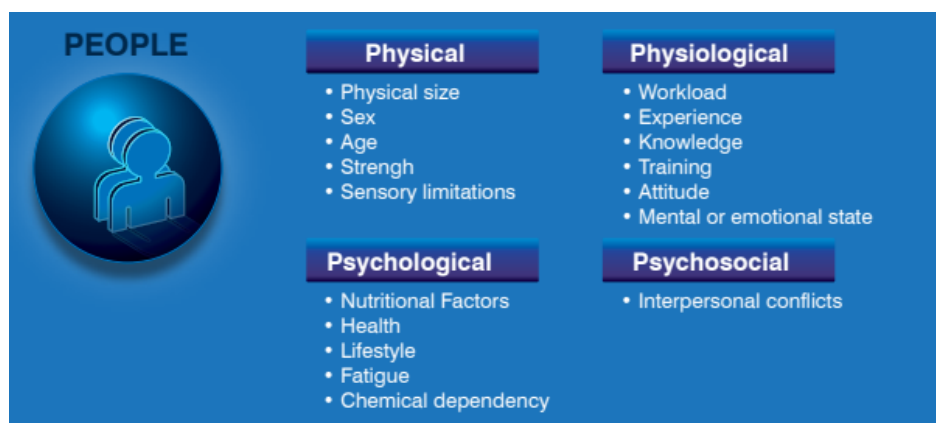 PEOPLE
Physical
• Physical size
• Sex
• Age
• Strengh
• Sensory limitations
Physiological
• Workload
• Experience
• Knowledge
• Training
• Attitude
• Mental or emotional state
Psychological
• Nutritional Factors
• Health
• Lifestyle
• Fatigue
• Chemical dependency
Psychosocial
• Interpersonal conflicts